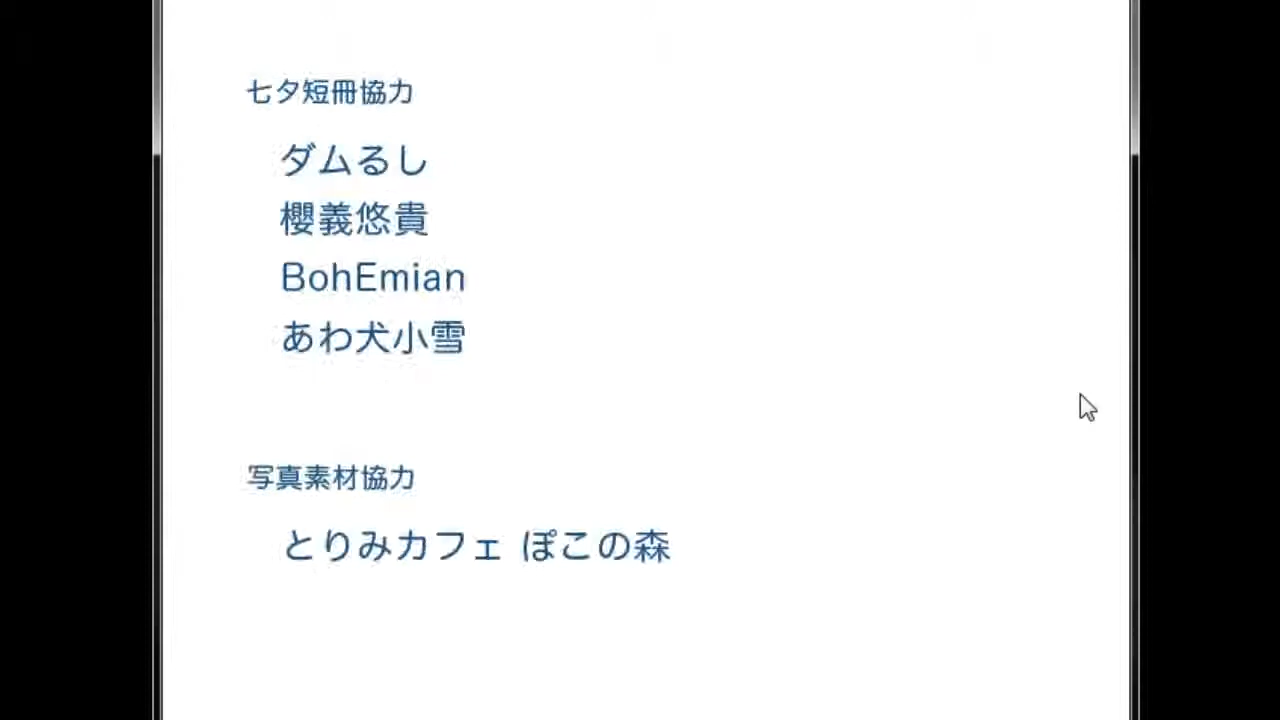 七夕短冊協力
ダムるし
櫻義悠貴
BohEmian
あわ犬小雪
写真素材協力
とりみカフェ ぽこの森